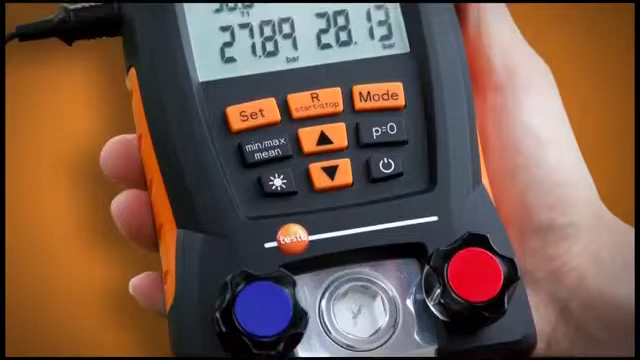 27.89 bar 28.13 bar
Set R start/stop Mode
min/max mean p=0
testo